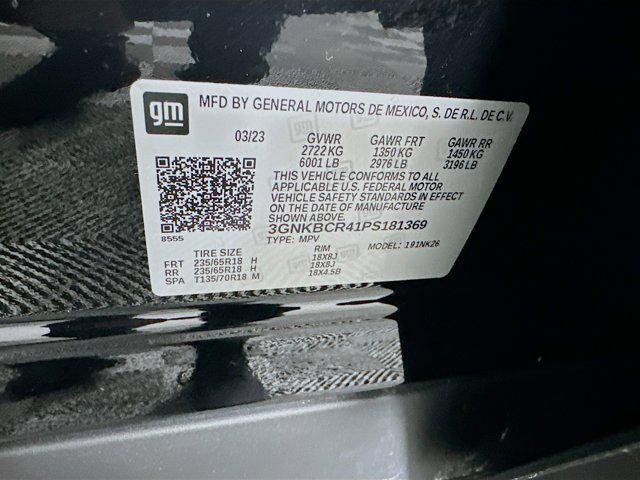 gm
MFD BY GENERAL MOTORS DE MEXICO, S. DE R.L. DE C.V.
03/23 GVWR GAWR FRT GAWR RR
2722 KG 1350 KG 1450 KG
6001 LB 2976 LB 3196 LB
THIS VEHICLE CONFORMS TO ALL
APPLICABLE U.S. FEDERAL MOTOR
VEHICLE SAFETY STANDARDS IN EFFECT
ON THE DATE OF MANUFACTURE
SHOWN ABOVE.
3GNKBCR41PS181369
8555
TYPE: MPV MODEL: 191NK26
TIRE SIZE RIM
FRT 235/65R18 H 18X8J
RR 235/65R18 H 18X8J
SPA T135/70R18 M 18X4.5B